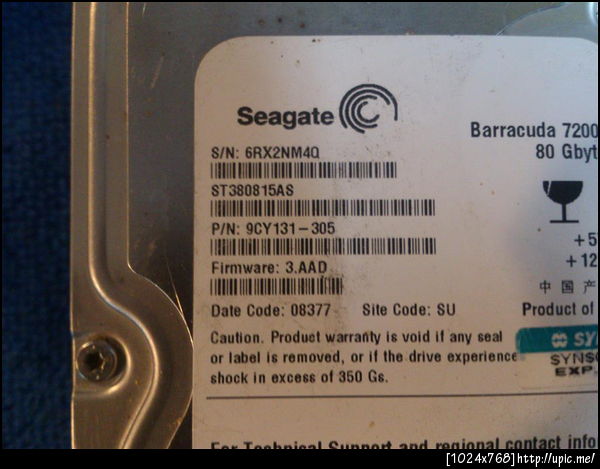 Seagate
S/N: 6RX2NM4Q
ST380815AS
P/N: 9CY131-305
Firmware: 3.AAD
Date Code: 08377 Site Code: SU
Caution. Product warranty is void if any seal
or label is removed, or if the drive experience
shock in excess of 350 Gs.
For Technical Support and regional contact info
Barracuda 7200
80 Gbyt
+5
+12
中国产
Product of
SY
SYNS
EXP.
[1024x768]http://upic.me/